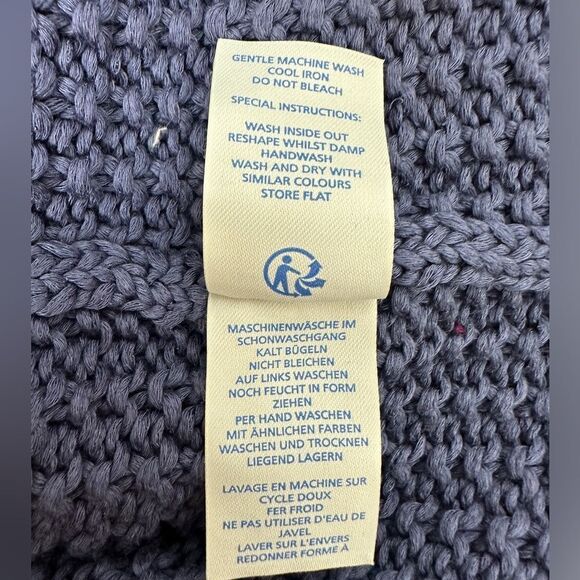 GENTLE MACHINE WASH
COOL IRON
DO NOT BLEACH
SPECIAL INSTRUCTIONS:
WASH INSIDE OUT
RESHAPE WHILST DAMP
HANDWASH
WASH AND DRY WITH
SIMILAR COLOURS
STORE FLAT
MASCHINENWÄSCHE IM
SCHONWASCHGANG
KALT BÜGELN
NICHT BLEICHEN
AUF LINKS WASCHEN
NOCH FEUCHT IN FORM
ZIEHEN
PER HAND WASCHEN
MIT ÄHNLICHEN FARBEN
WASCHEN UND TROCKNEN
LIEGEND LAGERN
LAVAGE EN MACHINE SUR
CYCLE DOUX
FER FROID
NE PAS UTILISER D'EAU DE
JAVEL
LAVER SUR L'ENVERS
REDONNER FORME À